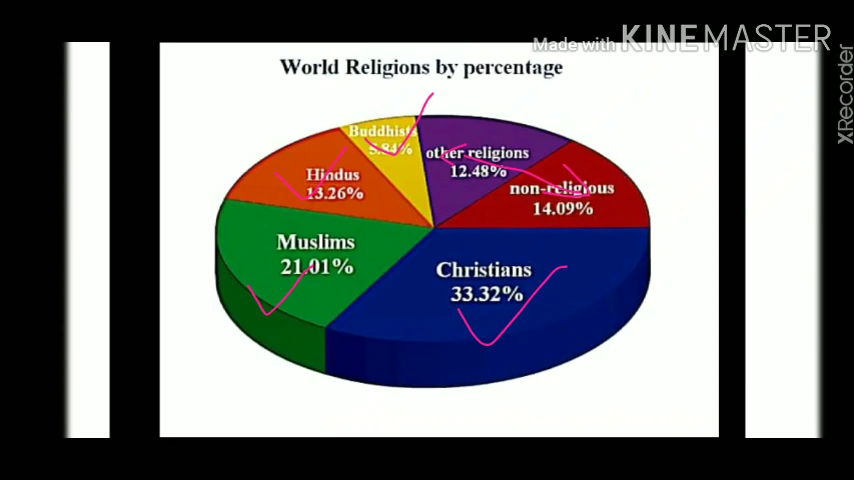 Made with KINEMASTER
XRecorder
World Religions by percentage
Buddhists
5.84%
other religions
12.48%
Hindus
13.26%
non-religious
14.09%
Muslims
21.01%
Christians
33.32%